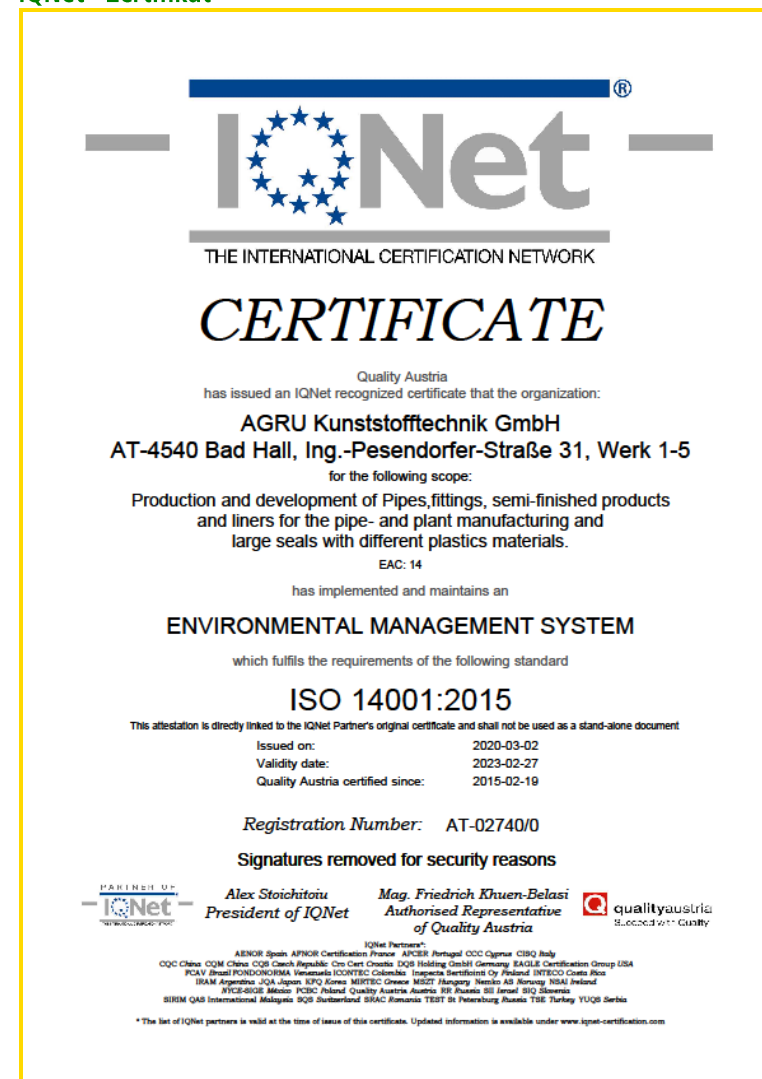 IQNet - Zertifikat
IQNet ®
THE INTERNATIONAL CERTIFICATION NETWORK
CERTIFICATE
Quality Austria
has issued an IQNet recognized certificate that the organization:
AGRU Kunststofftechnik GmbH
AT-4540 Bad Hall, Ing.-Pesendorfer-Straße 31, Werk 1-5
for the following scope:
Production and development of Pipes,fittings, semi-finished products
and liners for the pipe- and plant manufacturing and
large seals with different plastics materials.
EAC: 14
has implemented and maintains an
ENVIRONMENTAL MANAGEMENT SYSTEM
which fulfils the requirements of the following standard
ISO 14001:2015
This attestation is directly linked to the IQNet Partner's original certificate and shall not be used as a stand-alone document
Issued on: 2020-03-02
Validity date: 2023-02-27
Quality Austria certified since: 2015-02-19
Registration Number: AT-02740/0
Signatures removed for security reasons
PARTNER OF
IQNet
Alex Stoichitoiu
President of IQNet
Mag. Friedrich Khuen-Belasi
Authorised Representative
of Quality Austria
qualityaustria
Succeed with Quality
IQNet Partners*:
AENOR Spain AFNOR Certification France APCER Portugal CCC Cyprus CISQ Italy
CQC China CQM China CQS Czech Republic Cro Cert Croatia DQS Holding GmbH Germany EAGLE Certification Group USA
FCAV Brazil FONDONORMA Venezuela ICONTEC Colombia Inspecta Sertifiointi Oy Finland INTECO Costa Rica
IRAM Argentina JQA Japan KFQ Korea MIRTEC Greece MSZT Hungary Nemko AS Norway NSAI Ireland
NYCE-SIGE México PCBC Poland Quality Austria Austria RR Russia SII Israel SIQ Slovenia
SIRIM QAS International Malaysia SQS Switzerland SRAC Romania TEST St Petersburg Russia TSE Turkey YUQS Serbia
* The list of IQNet partners is valid at the time of issue of this certificate. Updated information is available under www.iqnet-certification.com